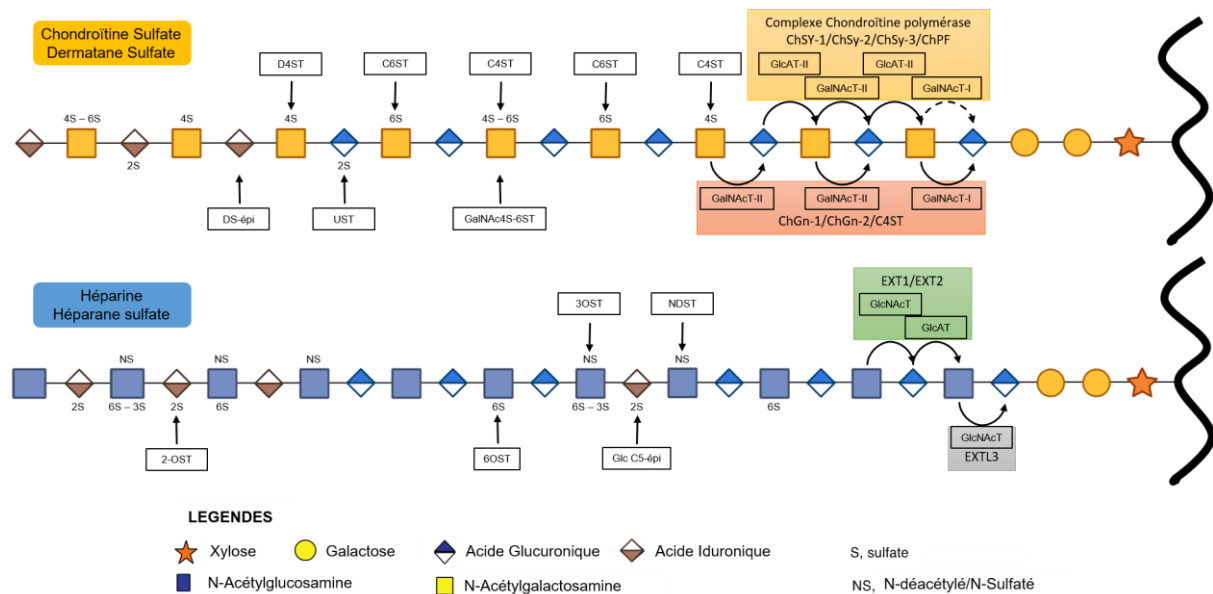 Chondroïtine Sulfate
Dermatane Sulfate
Complexe Chondroïtine polymérase
ChSY-1/ChSy-2/ChSy-3/ChPF
GlcAT-II GlcAT-II
GalNAcT-II GalNAcT-I
D4ST C6ST C4ST C6ST C4ST
4S – 6S 4S 4S 6S 4S – 6S 6S 4S
2S 2S
DS-épi UST GalNAc4S-6ST
GalNAcT-II GalNAcT-II GalNAcT-I
ChGn-1/ChGn-2/C4ST
Héparine
Héparane sulfate
EXT1/EXT2
GlcNAcT
GlcAT
3OST NDST
NS NS NS NS NS
2S 6S – 3S 2S 6S 6S 6S – 3S 2S 6S
2-OST 6OST Glc C5-épi
GlcNAcT
EXTL3
LEGENDES
Xylose Galactose Acide Glucuronique Acide Iduronique S, sulfate
N-Acétylglucosamine N-Acétylgalactosamine NS, N-déacétylé/N-Sulfaté